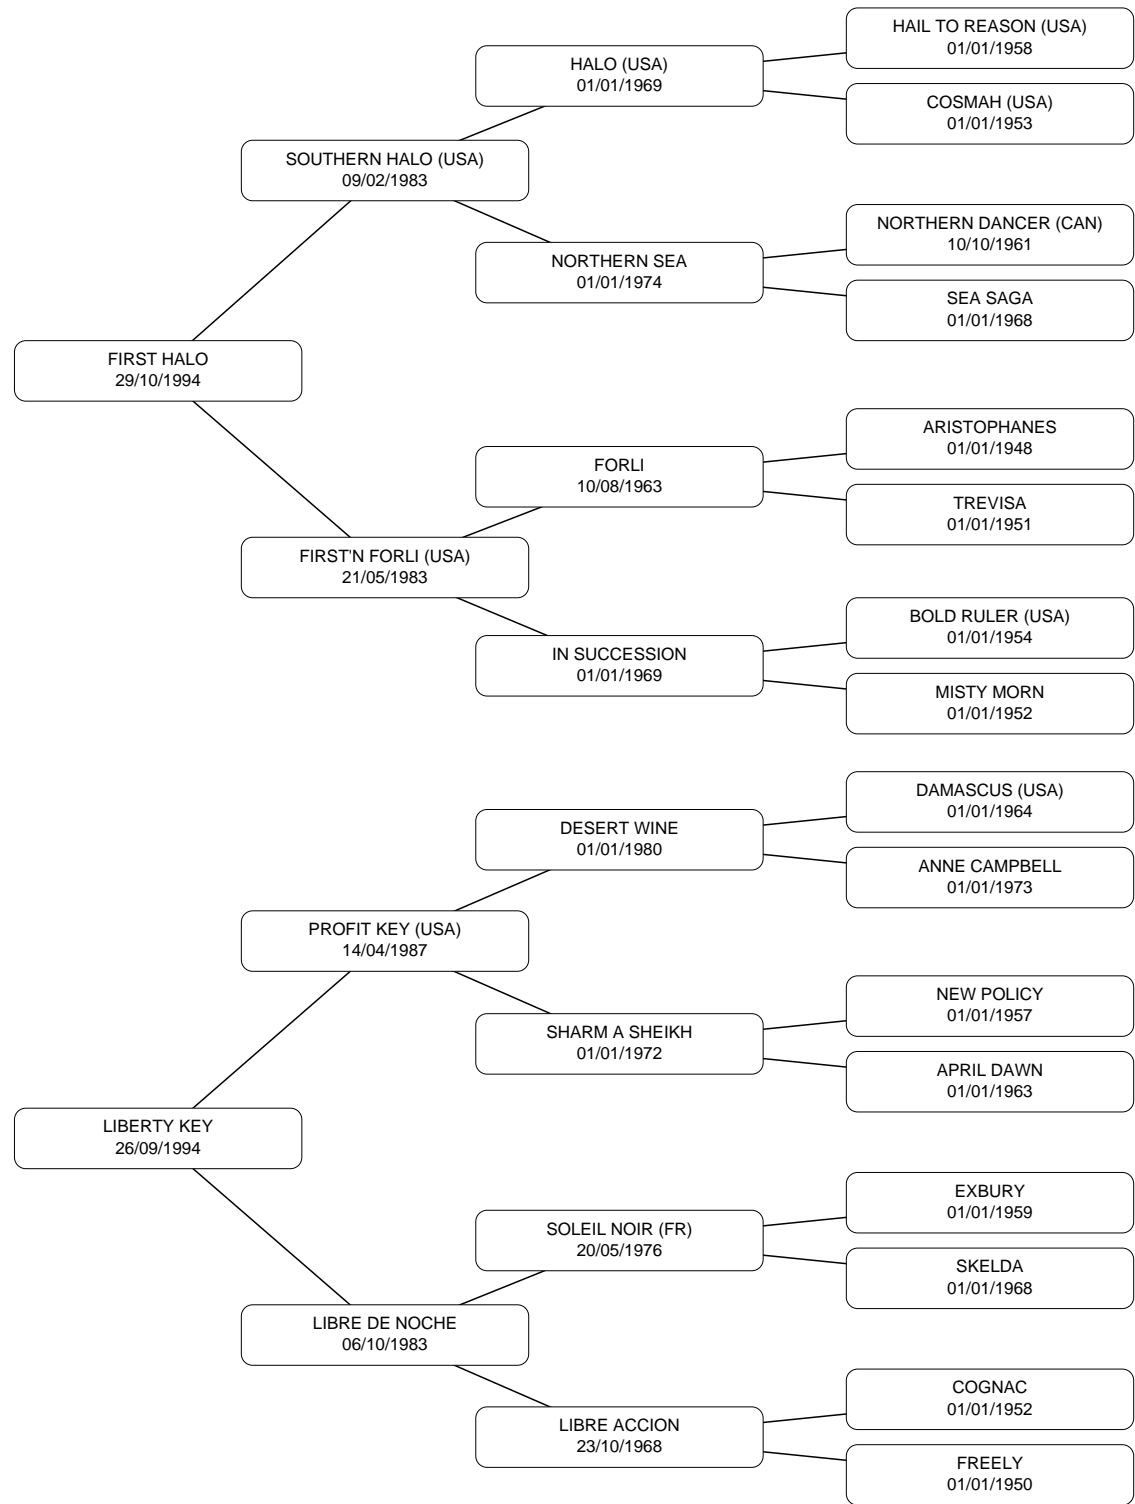 HAIL TO REASON (USA)
01/01/1958
HALO (USA)
01/01/1969
COSMAH (USA)
01/01/1953
SOUTHERN HALO (USA)
09/02/1983
NORTHERN DANCER (CAN)
10/10/1961
NORTHERN SEA
01/01/1974
SEA SAGA
01/01/1968
FIRST HALO
29/10/1994
ARISTOPHANES
01/01/1948
FORLI
10/08/1963
TREVISA
01/01/1951
FIRST'N FORLI (USA)
21/05/1983
BOLD RULER (USA)
01/01/1954
IN SUCCESSION
01/01/1969
MISTY MORN
01/01/1952
DAMASCUS (USA)
01/01/1964
DESERT WINE
01/01/1980
ANNE CAMPBELL
01/01/1973
PROFIT KEY (USA)
14/04/1987
NEW POLICY
01/01/1957
SHARM A SHEIKH
01/01/1972
APRIL DAWN
01/01/1963
LIBERTY KEY
26/09/1994
EXBURY
01/01/1959
SOLEIL NOIR (FR)
20/05/1976
SKELDA
01/01/1968
LIBRE DE NOCHE
06/10/1983
COGNAC
01/01/1952
LIBRE ACCION
23/10/1968
FREELY
01/01/1950